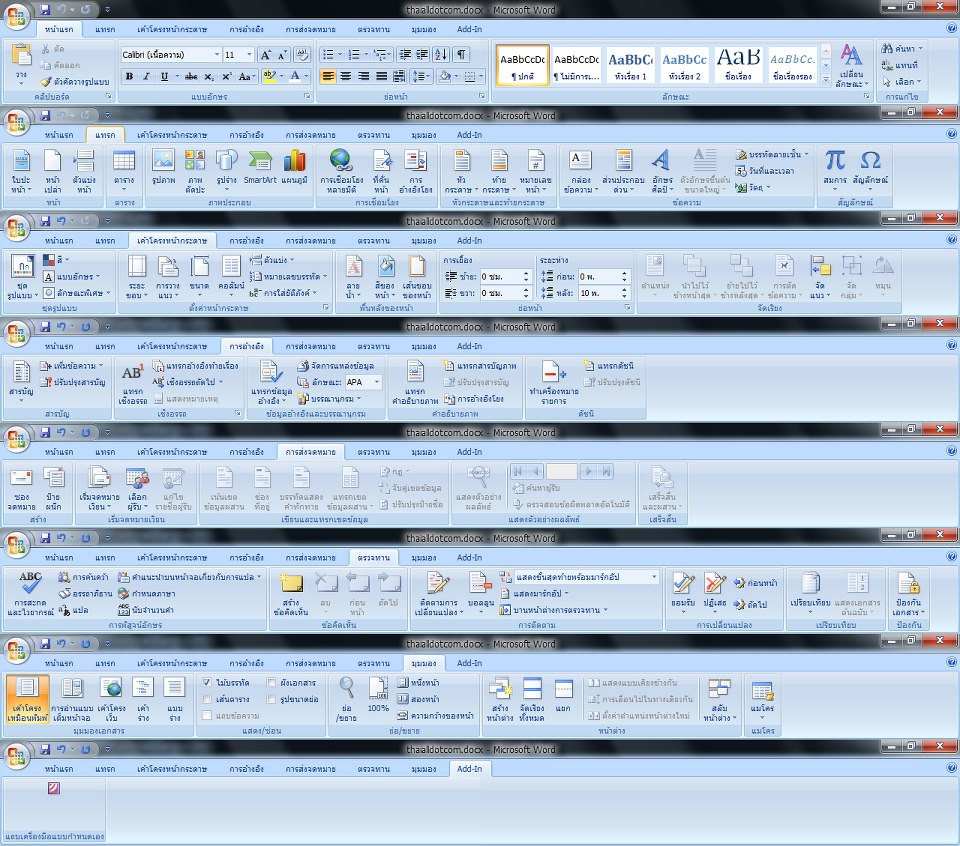 thaialldotcom.docx - Microsoft Word
หน้าแรก แทรก เค้าโครงหน้ากระดาษ การอ้างอิง การส่งจดหมาย ตรวจทาน มุมมอง Add-In
วาง ตัด คัดลอก ตัวคัดวางรูปแบบ
Calibri (เนื้อความ) 11
AaBbCcDc AaBbCcDc AaBbC AaBbCc AaB AaBbCc.
¶ ปกติ ¶ ไม่มีการเ... หัวเรื่อง 1 หัวเรื่อง 2 ชื่อเรื่อง ชื่อเรื่องรอง เปลี่ยนลักษณะ
ค้นหา แทนที่ เลือก
คลิปบอร์ด แบบอักษร ย่อหน้า ลักษณะ การแก้ไข
thaialldotcom.docx - Microsoft Word
หน้าแรก แทรก เค้าโครงหน้ากระดาษ การอ้างอิง การส่งจดหมาย ตรวจทาน มุมมอง Add-In
ใบปะหน้า หน้าเปล่า ตัวแบ่งหน้า ตาราง รูปภาพ ภาพตัดปะ รูปร่าง SmartArt แผนภูมิ การเชื่อมโยงหลายมิติ ที่คั่นหน้า การอ้างอิงโยง หัวกระดาษ ท้ายกระดาษ หมายเลขหน้า กล่องข้อความ ส่วนประกอบด่วน อักษรศิลป์ ตัวอักษรขึ้นต้นขนาดใหญ่ บรรทัดลายเซ็น วันที่และเวลา วัตถุ สมการ สัญลักษณ์
หน้า ตาราง ภาพประกอบ การเชื่อมโยง หัวกระดาษและท้ายกระดาษ ข้อความ สัญลักษณ์
thaialldotcom.docx - Microsoft Word
หน้าแรก แทรก เค้าโครงหน้ากระดาษ การอ้างอิง การส่งจดหมาย ตรวจทาน มุมมอง Add-In
ชุดรูปแบบ สี แบบอักษร ลักษณะพิเศษ ระยะขอบ การวางแนว ขนาด คอลัมน์ ตัวแบ่ง หมายเลขบรรทัด การใส่ยัติภังค์ ลายน้ำ สีของหน้า เส้นขอบของหน้า
การเยื้อง ซ้าย: 0 ซม. ขวา: 0 ซม. ระยะห่าง ก่อน: 0 พ. หลัง: 10 พ.
ตำแหน่ง นำไปไว้ข้างหน้าสุด ย้ายไปไว้ข้างหลังสุด การตัดข้อความ จัดแนว จัดกลุ่ม หมุน
ชุดรูปแบบ ตั้งค่าหน้ากระดาษ พื้นหลังของหน้า ย่อหน้า จัดเรียง
thaialldotcom.docx - Microsoft Word
หน้าแรก แทรก เค้าโครงหน้ากระดาษ การอ้างอิง การส่งจดหมาย ตรวจทาน มุมมอง Add-In
สารบัญ เพิ่มข้อความ ปรับปรุงสารบัญ AB¹ แทรกเชิงอรรถ แทรกอ้างอิงท้ายเรื่อง เชิงอรรถถัดไป แสดงหมายเหตุ แทรกข้อมูลอ้างอิง จัดการแหล่งข้อมูล ลักษณะ: APA บรรณานุกรม แทรกคำอธิบายภาพ แทรกสารบัญภาพ ปรับปรุงสารบัญ การอ้างอิงโยง ทำเครื่องหมายรายการ แทรกดัชนี ปรับปรุงดัชนี
สารบัญ เชิงอรรถ ข้อมูลอ้างอิงและบรรณานุกรม คำอธิบายภาพ ดัชนี
thaialldotcom.docx - Microsoft Word
หน้าแรก แทรก เค้าโครงหน้ากระดาษ การอ้างอิง การส่งจดหมาย ตรวจทาน มุมมอง Add-In
ซองจดหมาย ป้ายผนึก เริ่มจดหมายเวียน เลือกผู้รับ แก้ไขรายชื่อผู้รับ เน้นเขตข้อมูลผสาน ช่องที่อยู่ บรรทัดแสดงคำทักทาย แทรกเขตข้อมูลผสาน กฎ จับคู่เขตข้อมูล ปรับปรุงป้ายชื่อ แสดงตัวอย่างผลลัพธ์ ค้นหาผู้รับ ตรวจสอบข้อผิดพลาดอัตโนมัติ เสร็จสิ้นและผสาน
สร้าง เริ่มจดหมายเวียน เขียนและแทรกเขตข้อมูล แสดงตัวอย่างผลลัพธ์ เสร็จสิ้น
thaialldotcom.docx - Microsoft Word
หน้าแรก แทรก เค้าโครงหน้ากระดาษ การอ้างอิง การส่งจดหมาย ตรวจทาน มุมมอง Add-In
ABC การสะกดและไวยากรณ์ การค้นคว้า อรรถาภิธาน แปล คำแนะนำบนหน้าจอเกี่ยวกับการแปล กำหนดภาษา นับจำนวนคำ สร้างข้อคิดเห็น ลบ ก่อนหน้า ถัดไป ติดตามการเปลี่ยนแปลง บอลลูน แสดงขั้นสุดท้ายพร้อมมาร์กอัป แสดงมาร์กอัป บานหน้าต่างการตรวจทาน ยอมรับ ปฏิเสธ ก่อนหน้า ถัดไป เปรียบเทียบ แสดงเอกสารต้นฉบับ ป้องกันเอกสาร
การพิสูจน์อักษร ข้อคิดเห็น การติดตาม การเปลี่ยนแปลง เปรียบเทียบ ป้องกัน
thaialldotcom.docx - Microsoft Word
หน้าแรก แทรก เค้าโครงหน้ากระดาษ การอ้างอิง การส่งจดหมาย ตรวจทาน มุมมอง Add-In
เค้าโครงเหมือนพิมพ์ การอ่านแบบเต็มหน้าจอ เค้าโครงเว็บ เค้าร่าง แบบร่าง ไม้บรรทัด เส้นตาราง แถบข้อความ ผังเอกสาร รูปขนาดย่อ ย่อ/ขยาย 100% หนึ่งหน้า สองหน้า ความกว้างของหน้า สร้างหน้าต่าง จัดเรียงทั้งหมด แยก แสดงแบบเคียงข้างกัน การเลื่อนไปในทางเดียวกัน ตั้งค่าตำแหน่งหน้าต่างใหม่ สลับหน้าต่าง แมโคร
มุมมองเอกสาร แสดง/ซ่อน ย่อ/ขยาย หน้าต่าง แมโคร
thaialldotcom.docx - Microsoft Word
หน้าแรก แทรก เค้าโครงหน้ากระดาษ การอ้างอิง การส่งจดหมาย ตรวจทาน มุมมอง Add-In
แถบเครื่องมือแบบกำหนดเอง